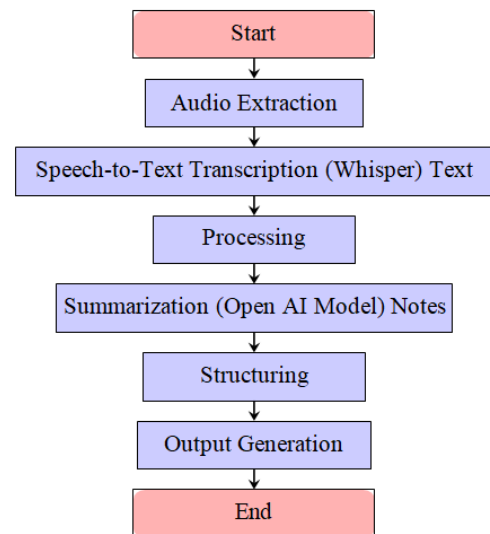 Start
Audio Extraction
Speech-to-Text Transcription (Whisper) Text
Processing
Summarization (Open AI Model) Notes
Structuring
Output Generation
End